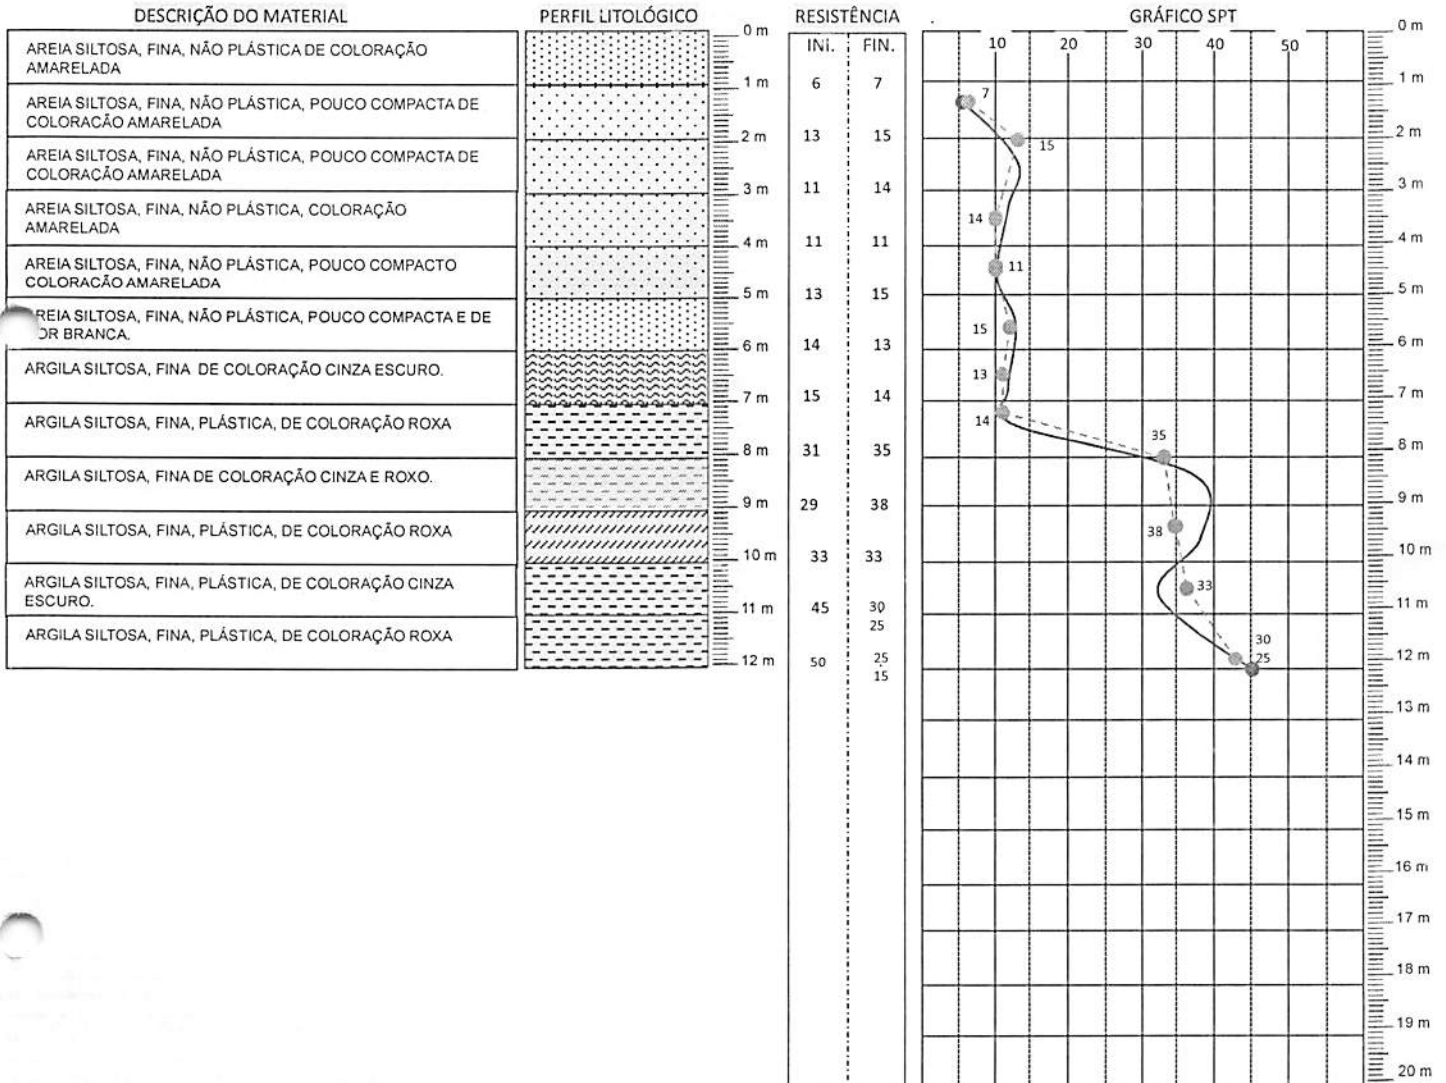 DESCRIÇÃO DO MATERIAL
PERFIL LITOLÓGICO
RESISTÊNCIA
GRÁFICO SPT
INI. FIN.
AREIA SILTOSA, FINA, NÃO PLÁSTICA DE COLORAÇÃO
AMARELADA
AREIA SILTOSA, FINA, NÃO PLÁSTICA, POUCO COMPACTA DE
COLORACÃO AMARELADA
AREIA SILTOSA, FINA, NÃO PLÁSTICA, POUCO COMPACTA DE
COLORACÃO AMARELADA
AREIA SILTOSA, FINA, NÃO PLÁSTICA, COLORAÇÃO
AMARELADA
AREIA SILTOSA, FINA, NÃO PLÁSTICA, POUCO COMPACTO
COLORACÃO AMARELADA
REIA SILTOSA, FINA, NÃO PLÁSTICA, POUCO COMPACTA E DE
OR BRANCA.
ARGILA SILTOSA, FINA DE COLORAÇÃO CINZA ESCURO.
ARGILA SILTOSA, FINA, PLÁSTICA, DE COLORAÇÃO ROXA
ARGILA SILTOSA, FINA DE COLORAÇÃO CINZA E ROXO.
ARGILA SILTOSA, FINA, PLÁSTICA, DE COLORAÇÃO ROXA
ARGILA SILTOSA, FINA, PLÁSTICA, DE COLORAÇÃO CINZA
ESCURO.
ARGILA SILTOSA, FINA, PLÁSTICA, DE COLORAÇÃO ROXA
0 m
1 m
2 m
3 m
4 m
5 m
6 m
7 m
8 m
9 m
10 m
11 m
12 m
6 7
13 15
11 14
11 11
13 15
14 13
15 14
31 35
29 38
33 33
45 30
25
50 25
15
10 20 30 40 50
7
15
14
11
15
13
14
35
38
33
30
25
0 m
1 m
2 m
3 m
4 m
5 m
6 m
7 m
8 m
9 m
10 m
11 m
12 m
13 m
14 m
15 m
16 m
17 m
18 m
19 m
20 m